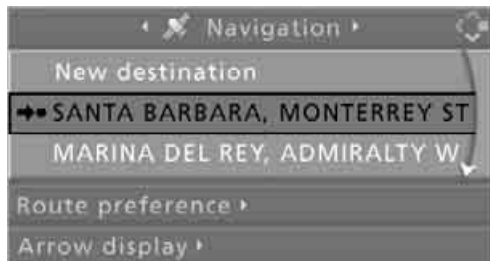 Navigation
New destination
SANTA BARBARA, MONTERREY ST
MARINA DEL REY, ADMIRALTY W
Route preference
Arrow display